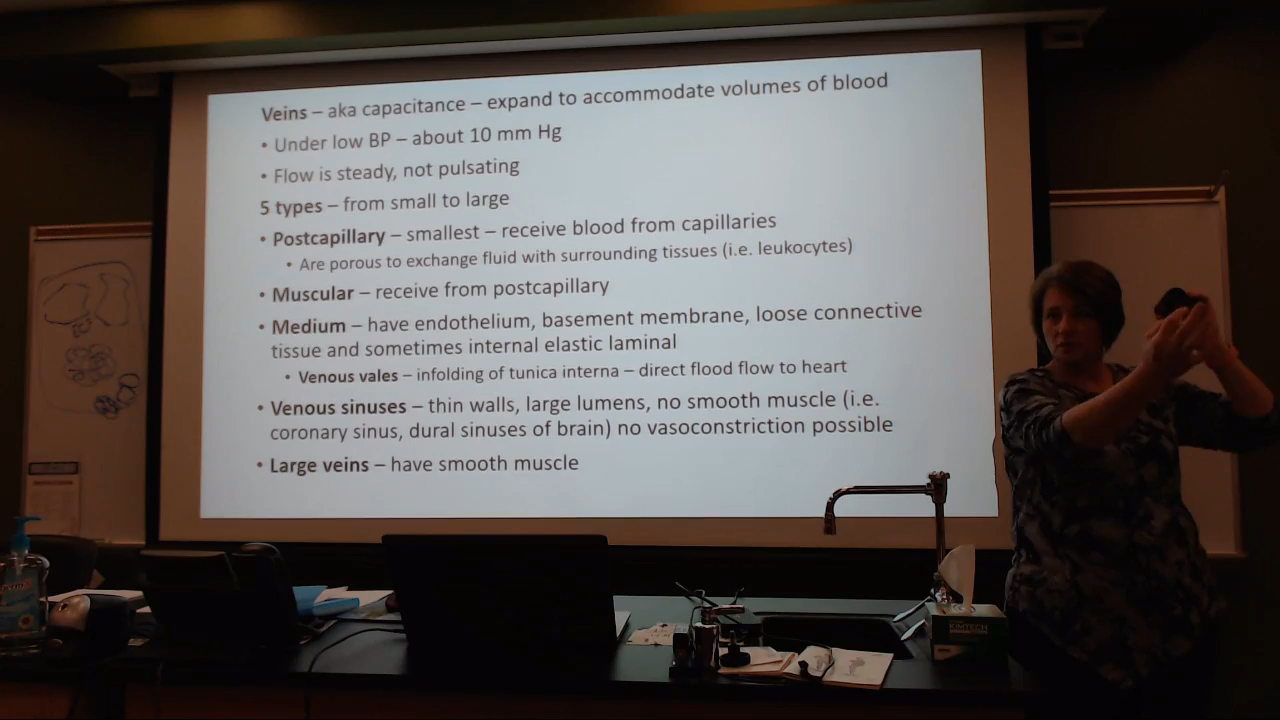 Veins – aka capacitance – expand to accommodate volumes of blood
• Under low BP – about 10 mm Hg
• Flow is steady, not pulsating
5 types – from small to large
• Postcapillary – smallest – receive blood from capillaries
• Are porous to exchange fluid with surrounding tissues (i.e. leukocytes)
• Muscular – receive from postcapillary
• Medium – have endothelium, basement membrane, loose connective
tissue and sometimes internal elastic laminal
• Venous vales – infolding of tunica interna – direct flood flow to heart
• Venous sinuses – thin walls, large lumens, no smooth muscle (i.e.
coronary sinus, dural sinuses of brain) no vasoconstriction possible
• Large veins – have smooth muscle
KIMTECH